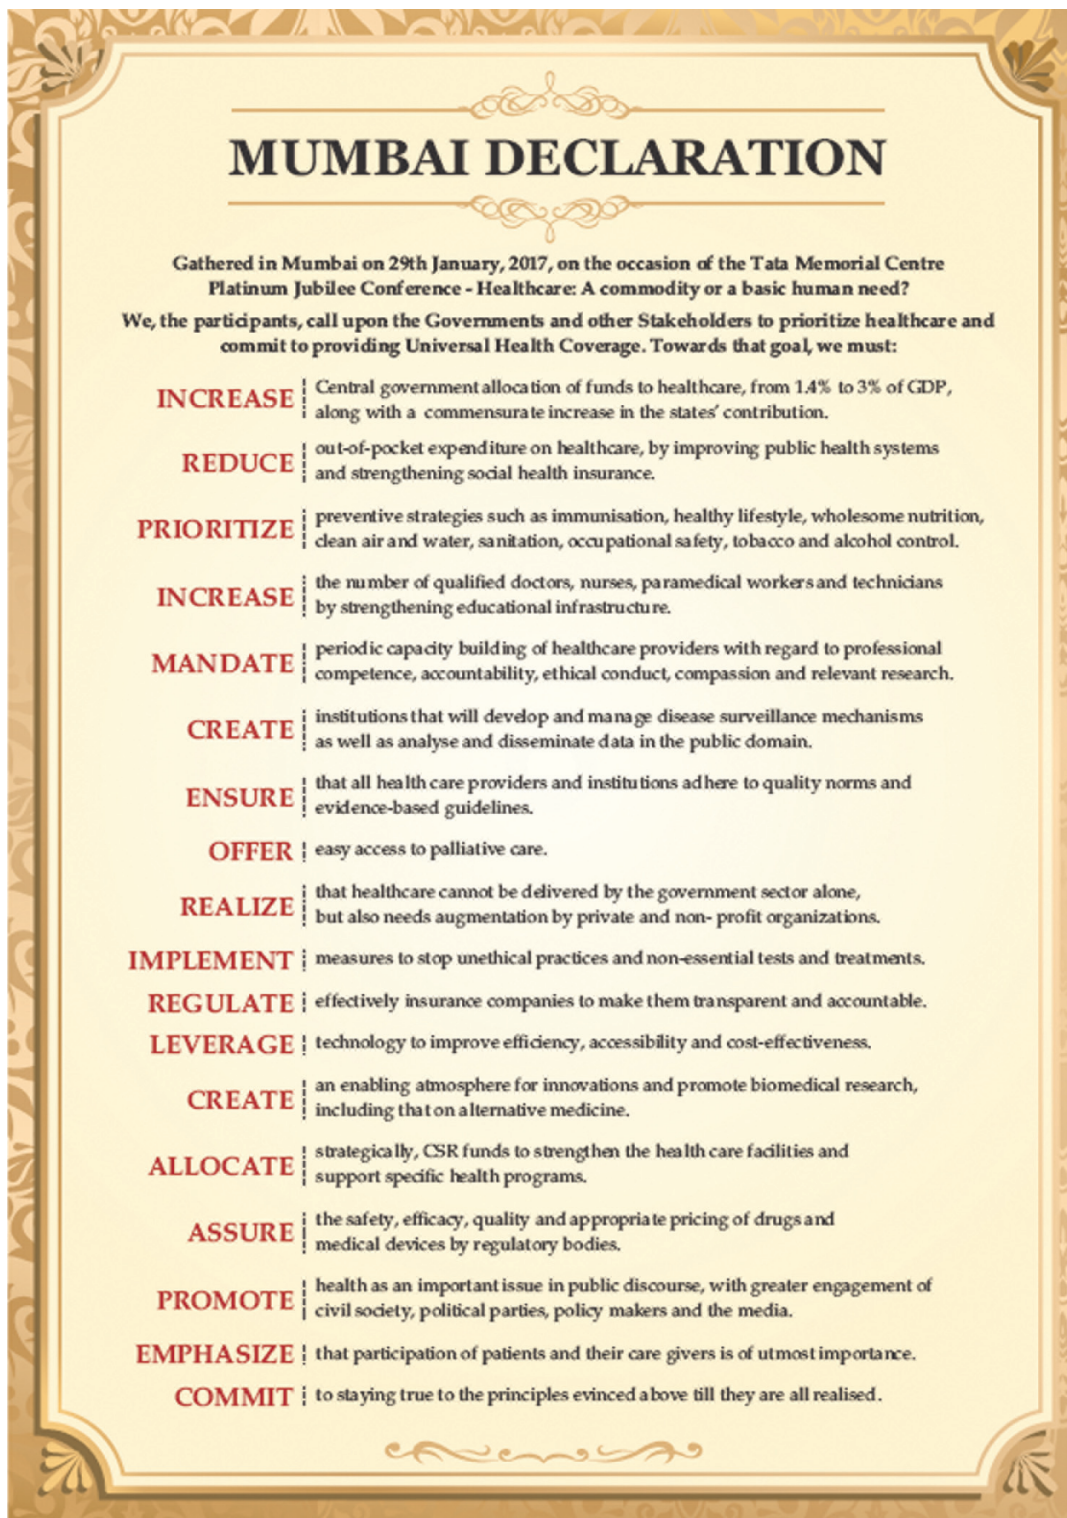 MUMBAI DECLARATION
Gathered in Mumbai on 29th January, 2017, on the occasion of the Tata Memorial Centre
Platinum Jubilee Conference - Healthcare: A commodity or a basic human need?
We, the participants, call upon the Governments and other Stakeholders to prioritize healthcare and
commit to providing Universal Health Coverage. Towards that goal, we must:
INCREASE
Central government allocation of funds to healthcare, from 1.4% to 3% of GDP,
along with a commensurate increase in the states' contribution.
REDUCE
out-of-pocket expenditure on healthcare, by improving public health systems
and strengthening social health insurance.
PRIORITIZE
preventive strategies such as immunisation, healthy lifestyle, wholesome nutrition,
clean air and water, sanitation, occupational safety, tobacco and alcohol control.
INCREASE
the number of qualified doctors, nurses, paramedical workers and technicians
by strengthening educational infrastructure.
MANDATE
periodic capacity building of healthcare providers with regard to professional
competence, accountability, ethical conduct, compassion and relevant research.
CREATE
institutions that will develop and manage disease surveillance mechanisms
as well as analyse and disseminate data in the public domain.
ENSURE
that all health care providers and institutions adhere to quality norms and
evidence-based guidelines.
OFFER
easy access to palliative care.
REALIZE
that healthcare cannot be delivered by the government sector alone,
but also needs augmentation by private and non- profit organizations.
IMPLEMENT
measures to stop unethical practices and non-essential tests and treatments.
REGULATE
effectively insurance companies to make them transparent and accountable.
LEVERAGE
technology to improve efficiency, accessibility and cost-effectiveness.
CREATE
an enabling atmosphere for innovations and promote biomedical research,
including that on alternative medicine.
ALLOCATE
strategically, CSR funds to strengthen the health care facilities and
support specific health programs.
ASSURE
the safety, efficacy, quality and appropriate pricing of drugs and
medical devices by regulatory bodies.
PROMOTE
health as an important issue in public discourse, with greater engagement of
civil society, political parties, policy makers and the media.
EMPHASIZE
that participation of patients and their care givers is of utmost importance.
COMMIT
to staying true to the principles evinced above till they are all realised.